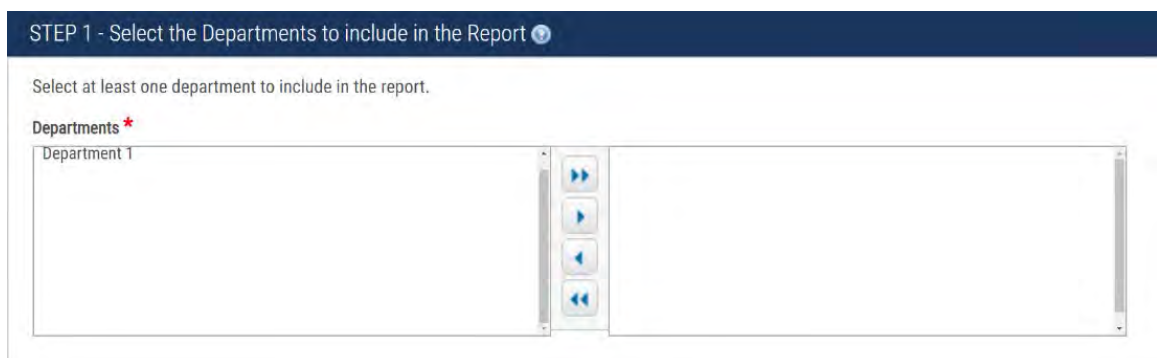 STEP 1 - Select the Departments to include in the Report ?
Select at least one department to include in the report.
Departments *
Department 1